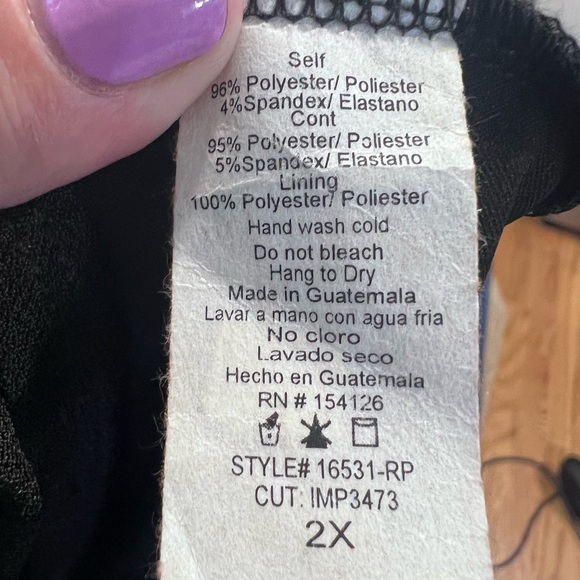 Self
96% Polyester/ Poliester
4%Spandex/ Elastano
Cont
95% Polyester/ Poliester
5%Spandex/ Elastano
Lining
100% Polyester/ Poliester
Hand wash cold
Do not bleach
Hang to Dry
Made in Guatemala
Lavar a mano con agua fria
No cloro
Lavado seco
Hecho en Guatemala
RN # 154126
STYLE# 16531-RP
CUT: IMP3473
2X